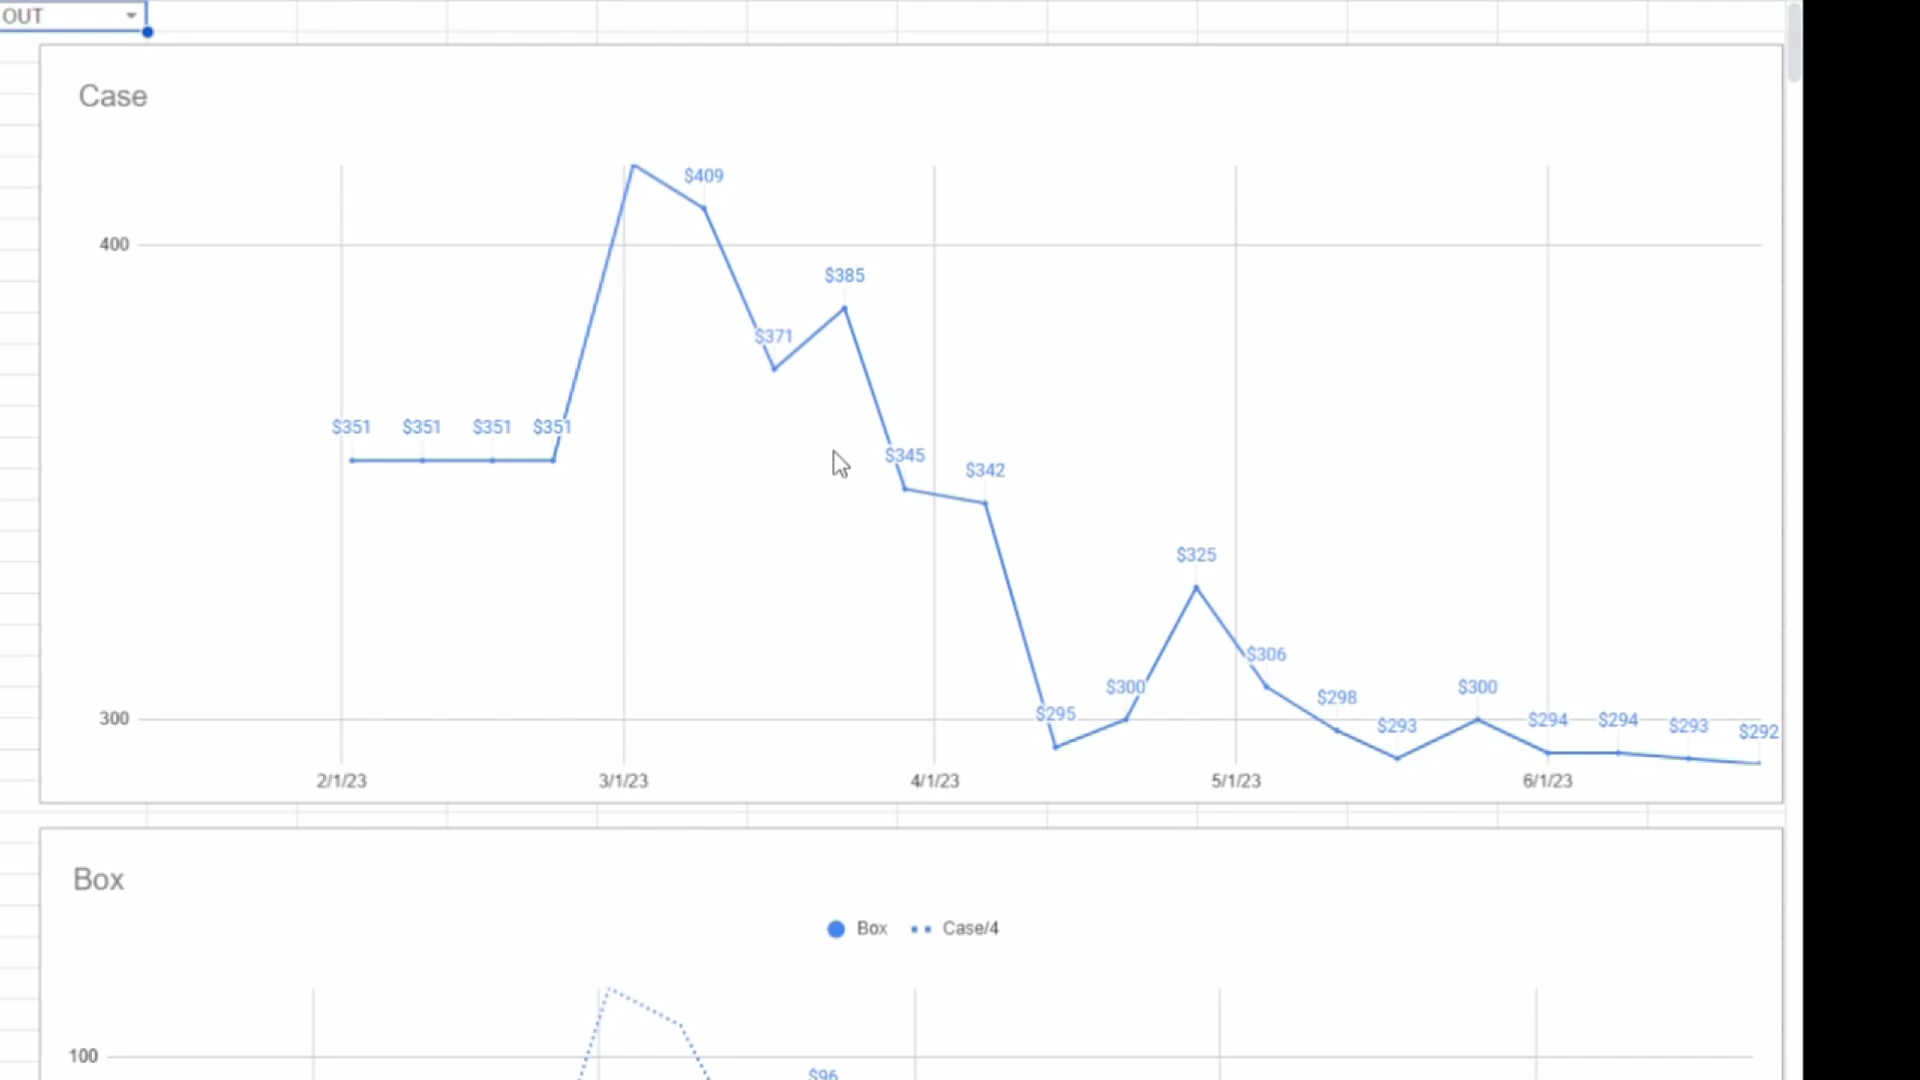 OUT
Case
$409
400
$385
$371
$351 $351 $351 $351
$345
$342
$325
$306
$300 $298 $300
300 $295 $293 $294 $294 $293 $292
2/1/23 3/1/23 4/1/23 5/1/23 6/1/23
Box
Box Case/4
100
$96